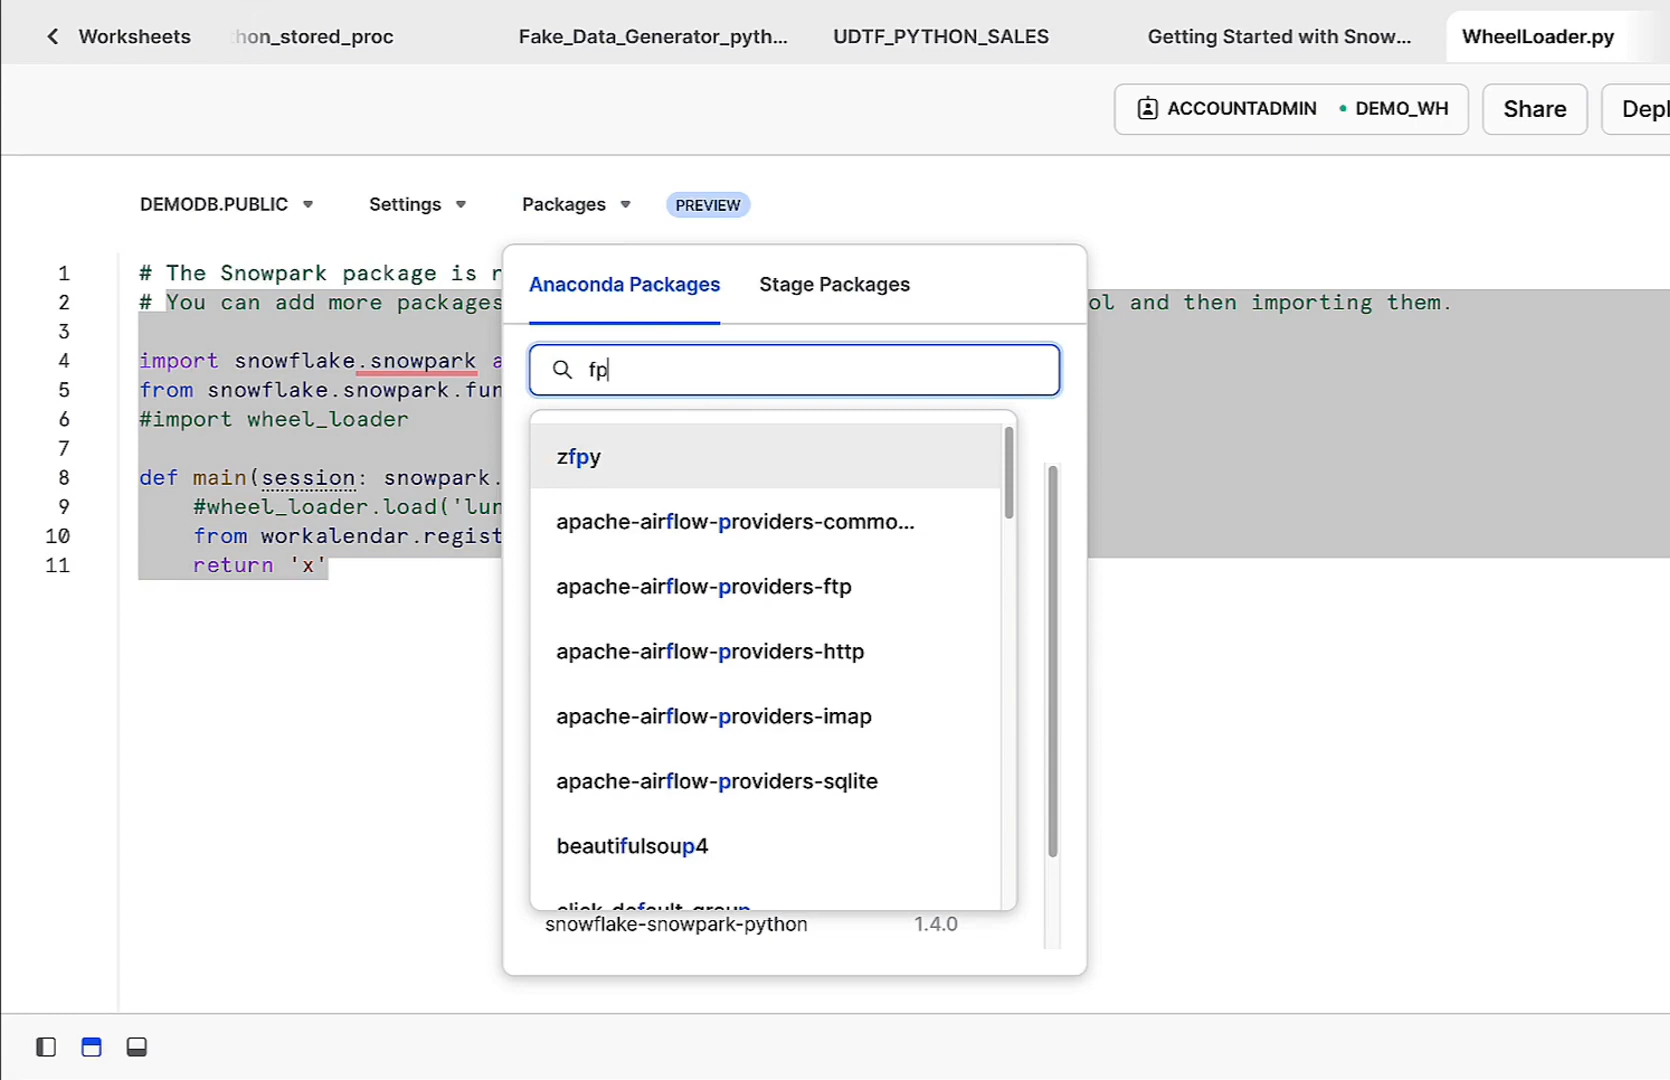 Worksheets
hon_stored_proc
Fake_Data_Generator_pyth...
UDTF_PYTHON_SALES
Getting Started with Snow...
WheelLoader.py
ACCOUNTADMIN
DEMO_WH
Share
Depl
DEMODB.PUBLIC
Settings
Packages
PREVIEW
1 # The Snowpark package is r
2 # You can add more packages ol and then importing them.
3
4 import snowflake.snowpark a
5 from snowflake.snowpark.fun
6 #import wheel_loader
7
8 def main(session: snowpark.
9 #wheel_loader.load('lun
10 from workalendar.regist
11 return 'x'
Anaconda Packages
Stage Packages
fp
zfpy
apache-airflow-providers-commo...
apache-airflow-providers-ftp
apache-airflow-providers-http
apache-airflow-providers-imap
apache-airflow-providers-sqlite
beautifulsoup4
click-default-group
snowflake-snowpark-python 1.4.0